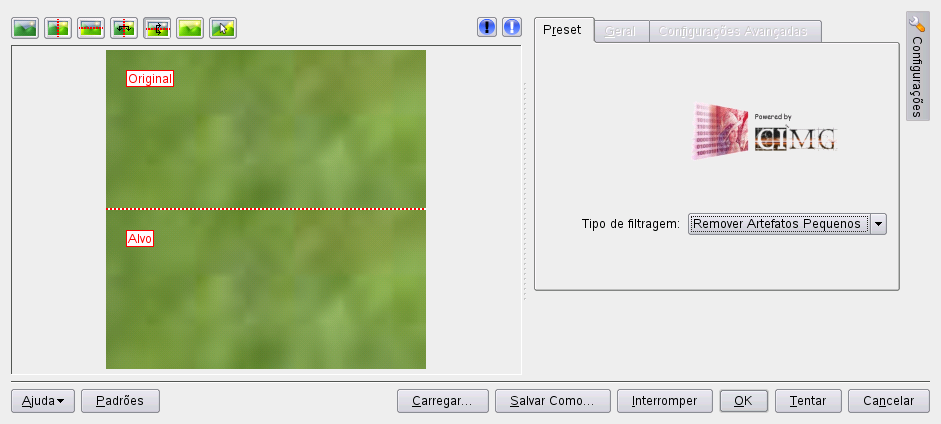 Preset
Geral
Configurações Avançadas
Configurações
Original
Powered by
CIMG
Alvo
Tipo de filtragem:
Remover Artefatos Pequenos
Ajuda
Padrões
Carregar...
Salvar Como...
Interromper
OK
Tentar
Cancelar